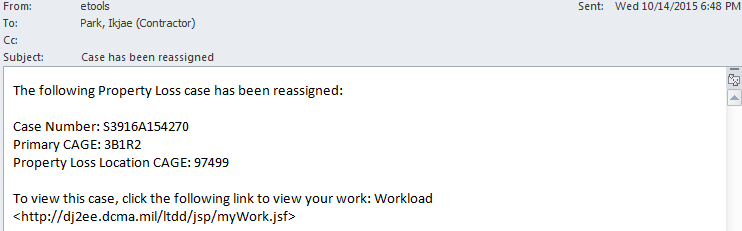 From: etools Sent: Wed 10/14/2015 6:48 PM
To: Park, Ikjae (Contractor)
Cc:
Subject: Case has been reassigned
The following Property Loss case has been reassigned:
Case Number: S3916A154270
Primary CAGE: 3B1R2
Property Loss Location CAGE: 97499
To view this case, click the following link to view your work: Workload
<http://dj2ee.dcma.mil/ltdd/jsp/myWork.jsf>